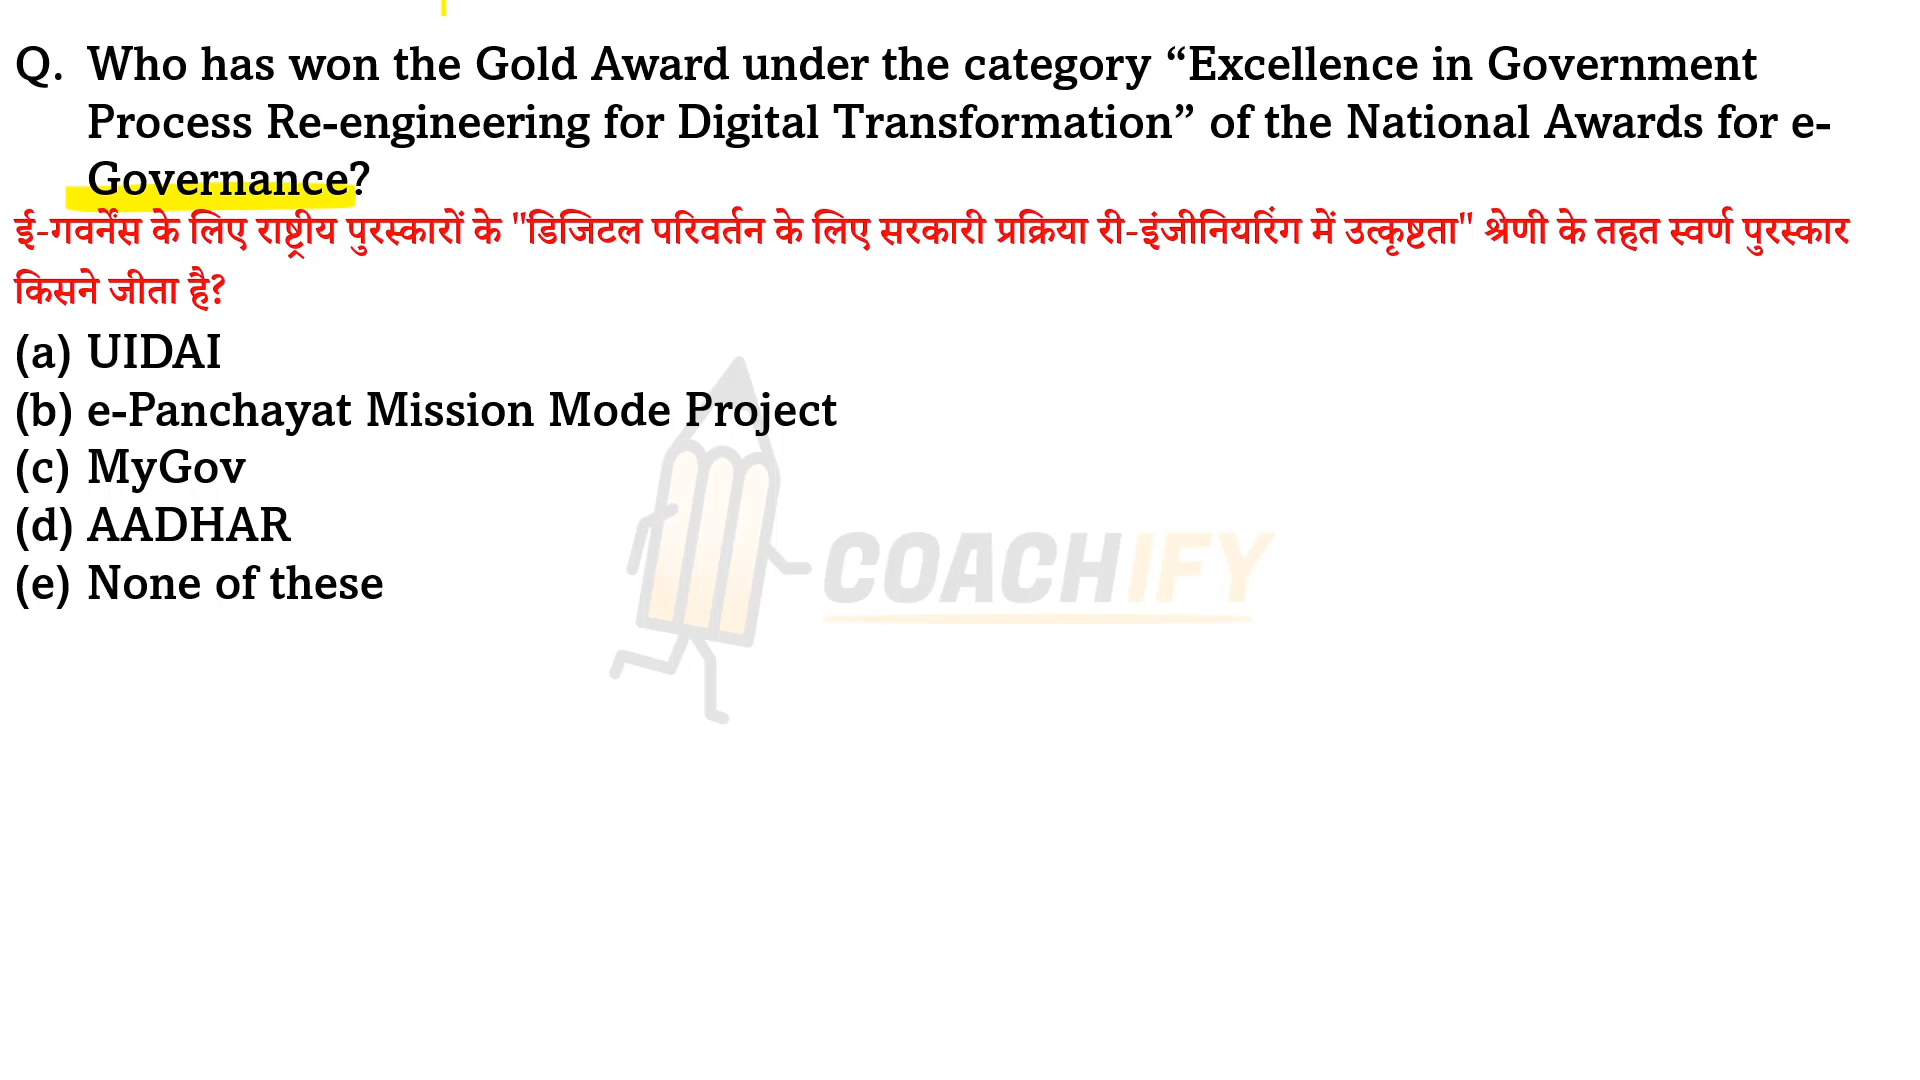 Q. Who has won the Gold Award under the category “Excellence in Government
Process Re-engineering for Digital Transformation” of the National Awards for e-
Governance?
ई-गवर्नेंस के लिए राष्ट्रीय पुरस्कारों के "डिजिटल परिवर्तन के लिए सरकारी प्रक्रिया री-इंजीनियरिंग में उत्कृष्टता" श्रेणी के तहत स्वर्ण पुरस्कार
किसने जीता है?
(a) UIDAI
(b) e-Panchayat Mission Mode Project
(c) MyGov
(d) AADHAR
(e) None of these
COACHIFY